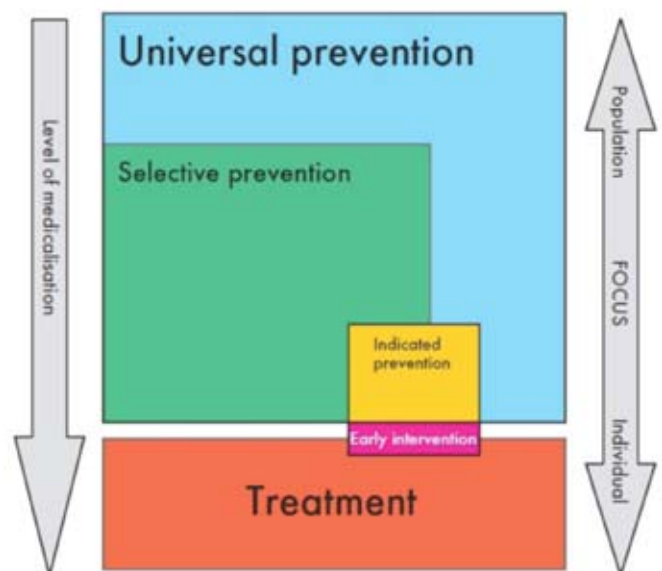 Universal prevention
Selective prevention
Indicated
prevention
Early intervention
Treatment
Level of medicalisation
Population
FOCUS
Individual